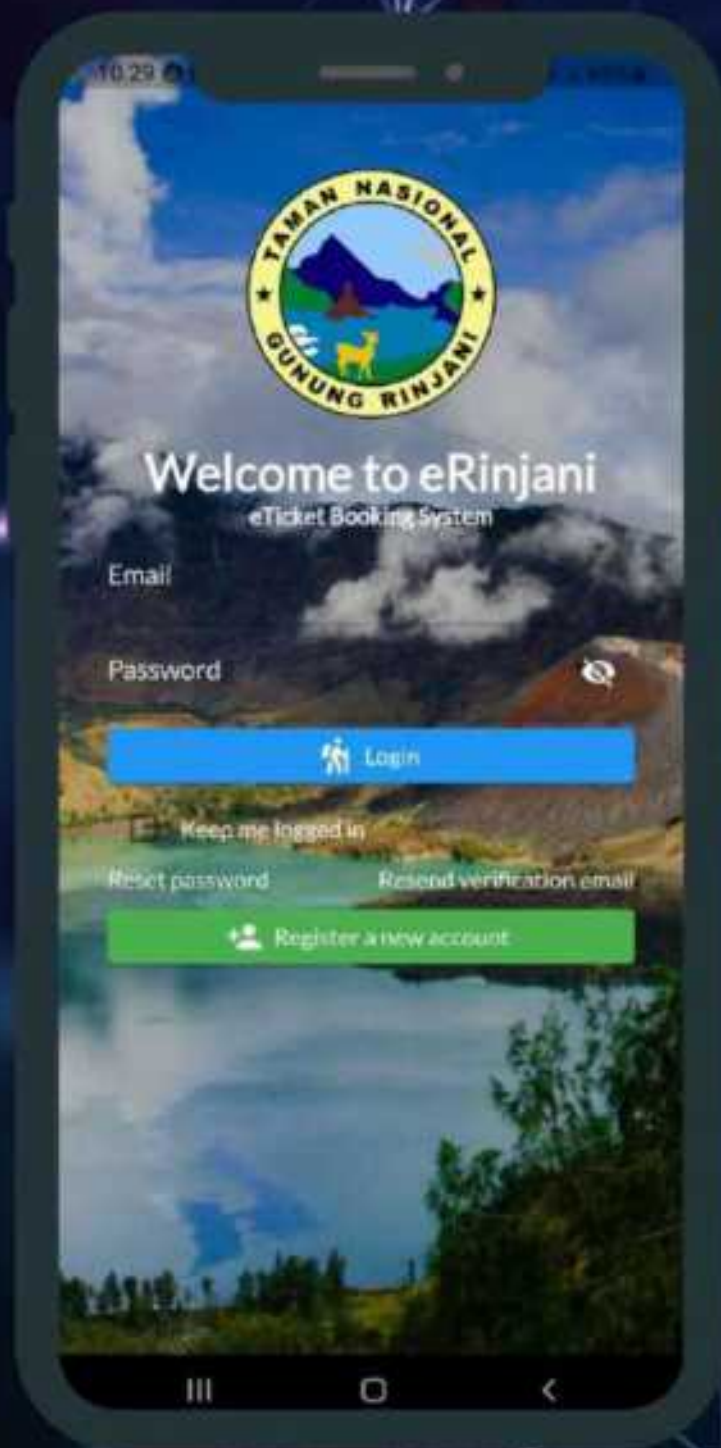 10.29
TAMAN NASIONAL
GUNUNG RINJANI
Welcome to eRinjani
eTicket Booking System
Email
Password
Login
Keep me logged in
Reset password
Resend verification email
Register a new account